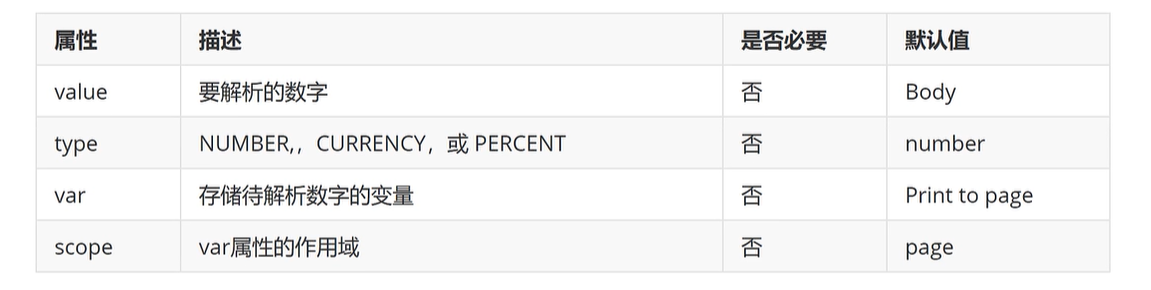 属性 描述 是否必要 默认值
value 要解析的数字 否 Body
type NUMBER,，CURRENCY，或 PERCENT 否 number
var 存储待解析数字的变量 否 Print to page
scope var属性的作用域 否 page